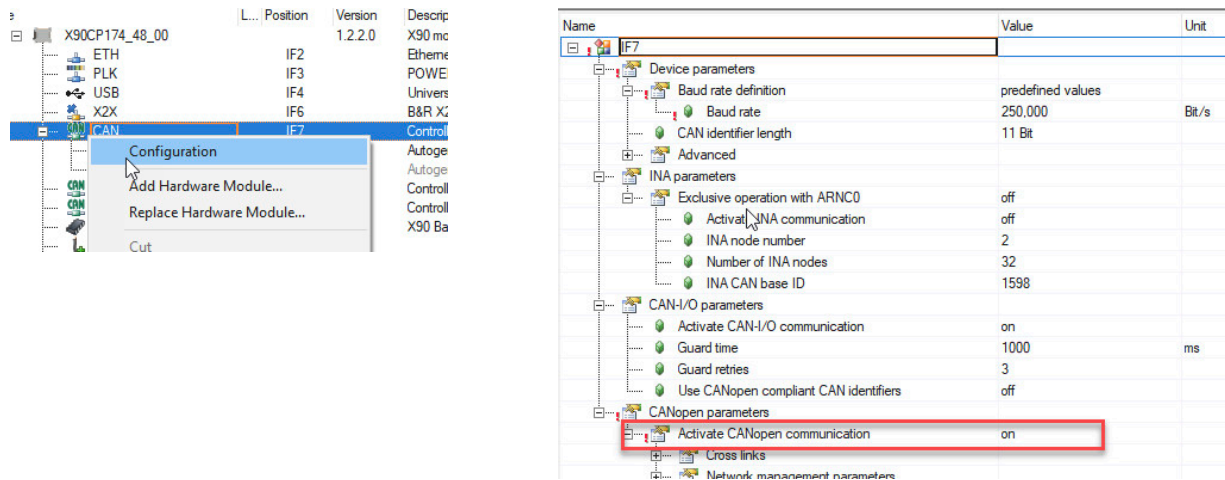 L... Position Version Descrip
X90CP174_48_00 1.2.2.0 X90 mo
ETH IF2 Etherne
PLK IF3 POWE
USB IF4 Univers
X2X IF6 B&R X2
CAN IF7 Controll
Configuration Autoge
Autoge
Add Hardware Module... Controll
Replace Hardware Module... Controll
X90 Ba
Cut
Name Value Unit
IF7
Device parameters
Baud rate definition predefined values
Baud rate 250,000 Bit/s
CAN identifier length 11 Bit
Advanced
INA parameters
Exclusive operation with ARNC0 off
Activate INA communication off
INA node number 2
Number of INA nodes 32
INA CAN base ID 1598
CAN-I/O parameters
Activate CAN-I/O communication on
Guard time 1000 ms
Guard retries 3
Use CANopen compliant CAN identifiers off
CANopen parameters
Activate CANopen communication on
Cross links
Network management parameters